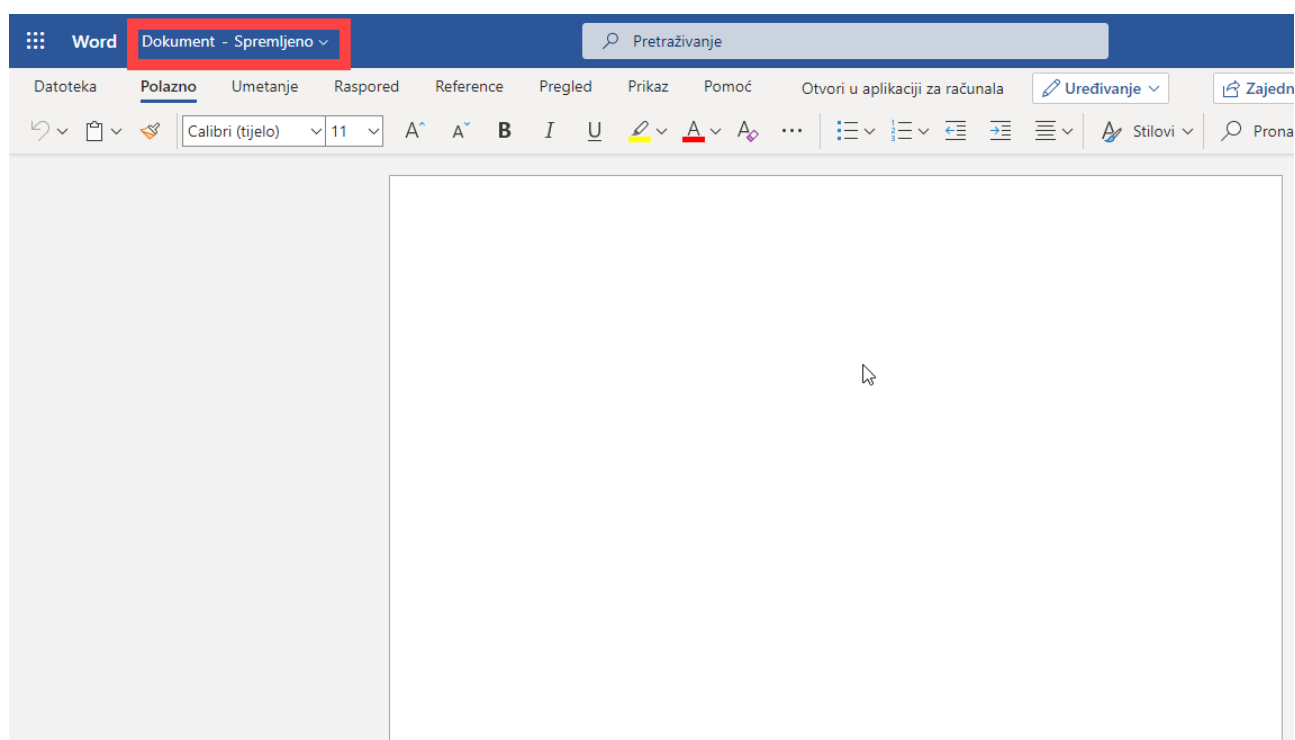 Word Dokument - Spremljeno Pretraživanje
Datoteka Polazno Umetanje Raspored Reference Pregled Prikaz Pomoć Otvori u aplikaciji za računala Uređivanje Zajedn
Calibri (tijelo) 11 A A B I U A A ... Stilovi Prona